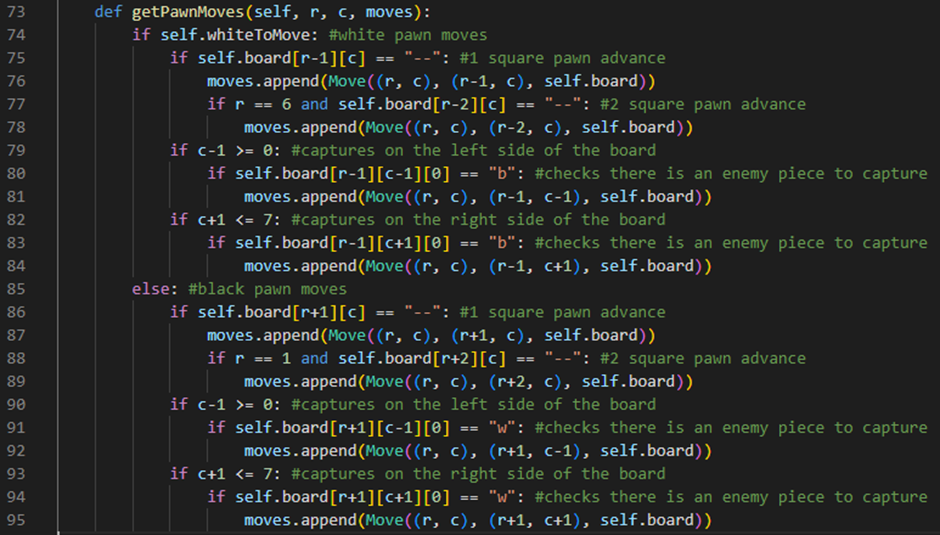 73 def getPawnMoves(self, r, c, moves):
74 if self.whiteToMove: #white pawn moves
75 if self.board[r-1][c] == "--": #1 square pawn advance
76 moves.append(Move((r, c), (r-1, c), self.board))
77 if r == 6 and self.board[r-2][c] == "--": #2 square pawn advance
78 moves.append(Move((r, c), (r-2, c), self.board))
79 if c-1 >= 0: #captures on the left side of the board
80 if self.board[r-1][c-1][0] == "b": #checks there is an enemy piece to capture
81 moves.append(Move((r, c), (r-1, c-1), self.board))
82 if c+1 <= 7: #captures on the right side of the board
83 if self.board[r-1][c+1][0] == "b": #checks there is an enemy piece to capture
84 moves.append(Move((r, c), (r-1, c+1), self.board))
85 else: #black pawn moves
86 if self.board[r+1][c] == "--": #1 square pawn advance
87 moves.append(Move((r, c), (r+1, c), self.board))
88 if r == 1 and self.board[r+2][c] == "--": #2 square pawn advance
89 moves.append(Move((r, c), (r+2, c), self.board))
90 if c-1 >= 0: #captures on the left side of the board
91 if self.board[r+1][c-1][0] == "w": #checks there is an enemy piece to capture
92 moves.append(Move((r, c), (r+1, c-1), self.board))
93 if c+1 <= 7: #captures on the right side of the board
94 if self.board[r+1][c+1][0] == "w": #checks there is an enemy piece to capture
95 moves.append(Move((r, c), (r+1, c+1), self.board))